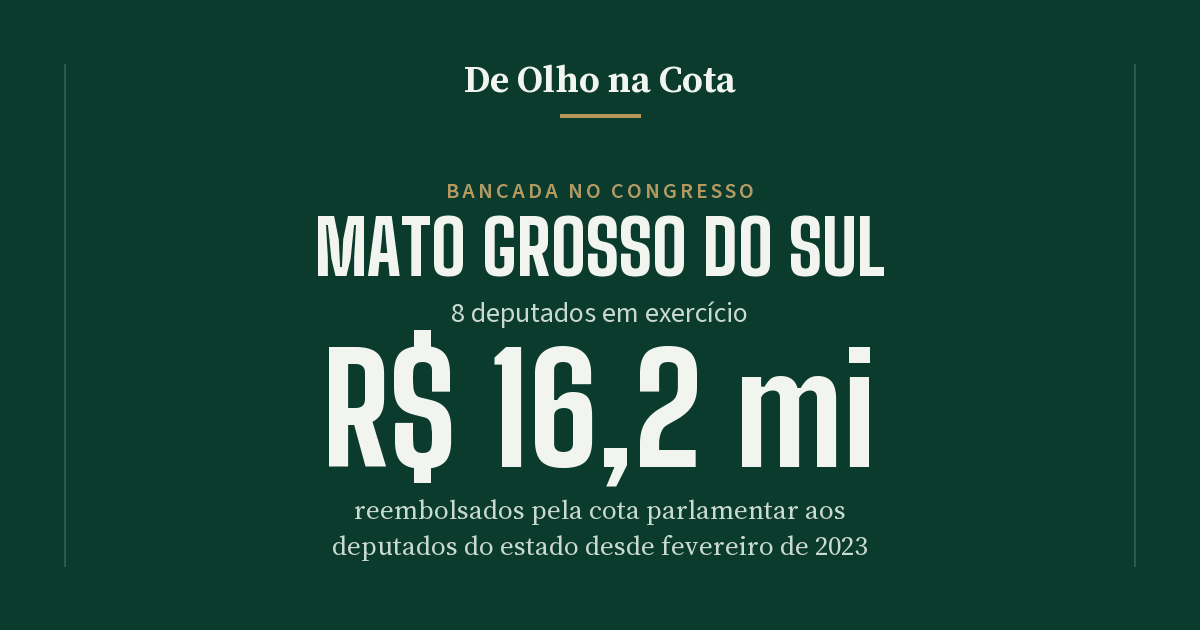 De Olho na Cota
BANCADA NO CONGRESSO
MATO GROSSO DO SUL
8 deputados em exercício
R$ 16,2 mi
reembolsados pela cota parlamentar aos
deputados do estado desde fevereiro de 2023